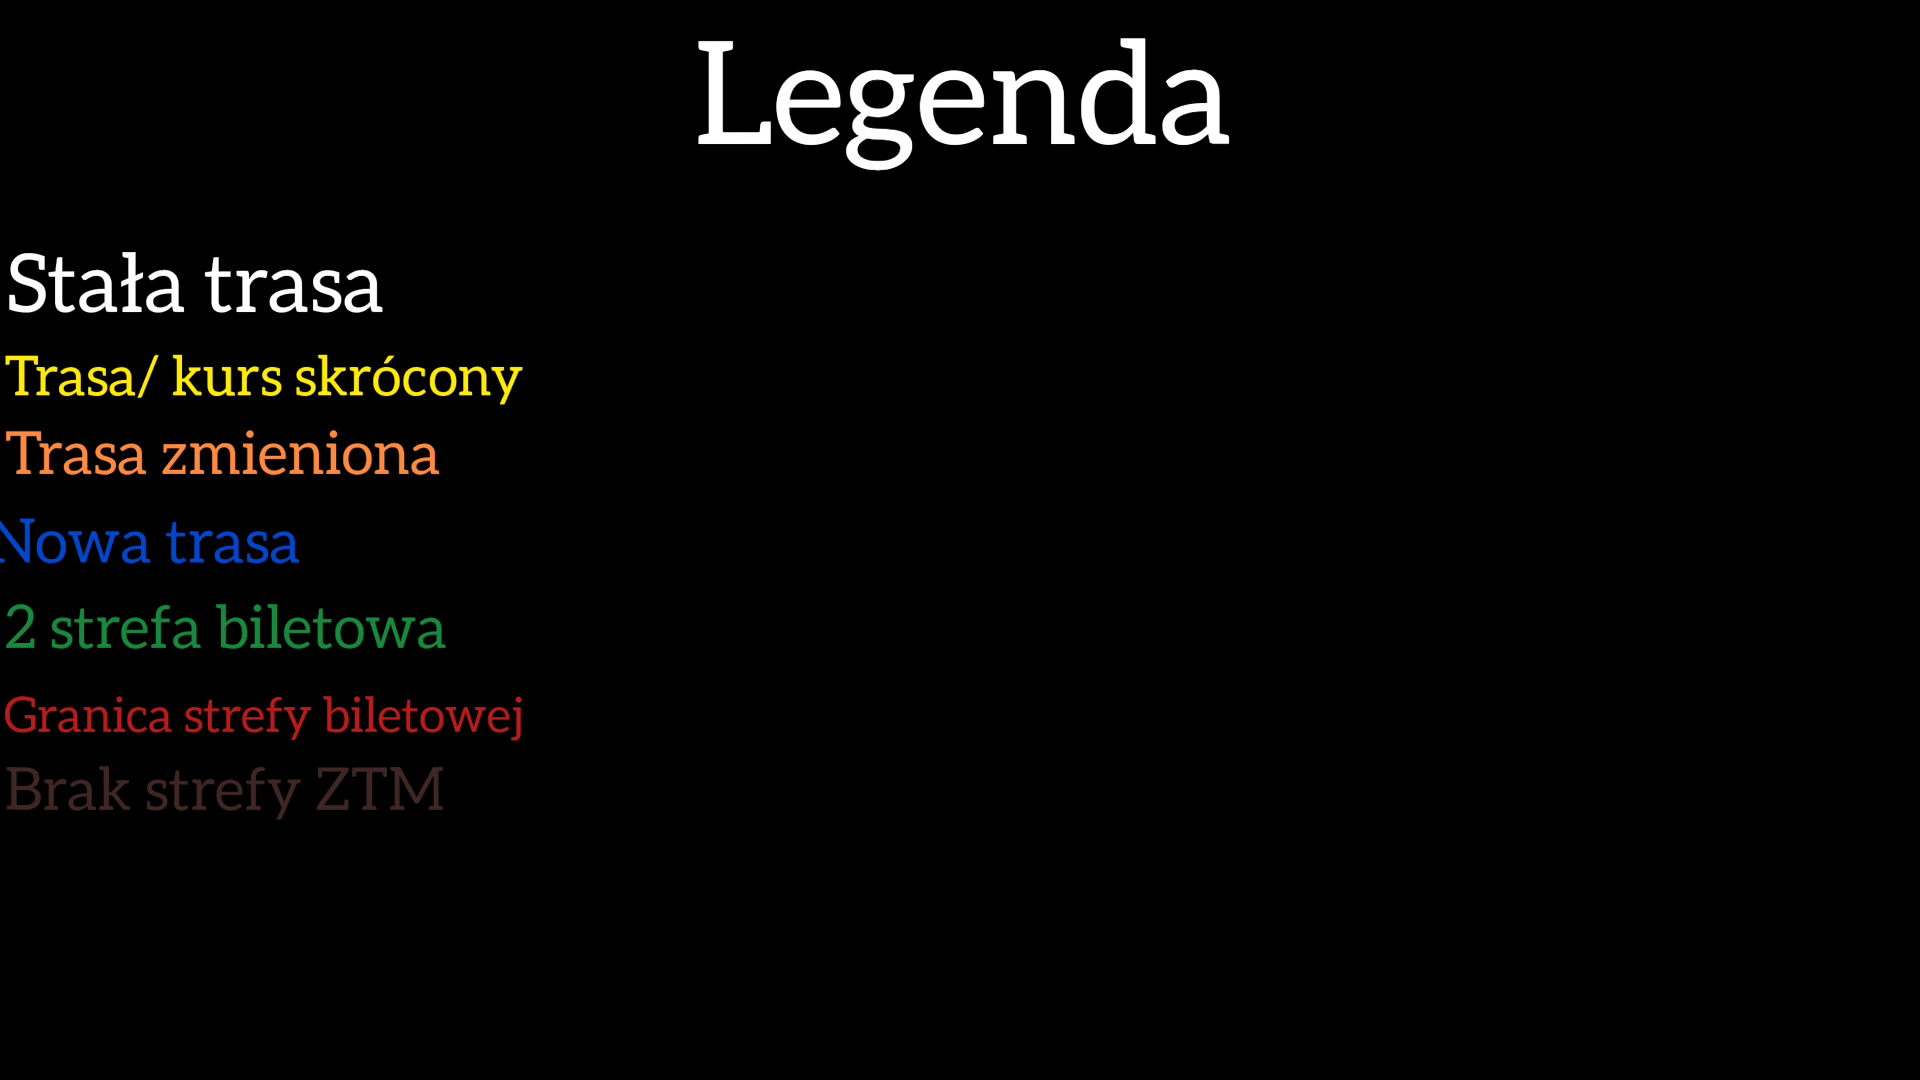 Legenda
Stała trasa
Trasa/ kurs skrócony
Trasa zmieniona
Nowa trasa
2 strefa biletowa
Granica strefy biletowej
Brak strefy ZTM